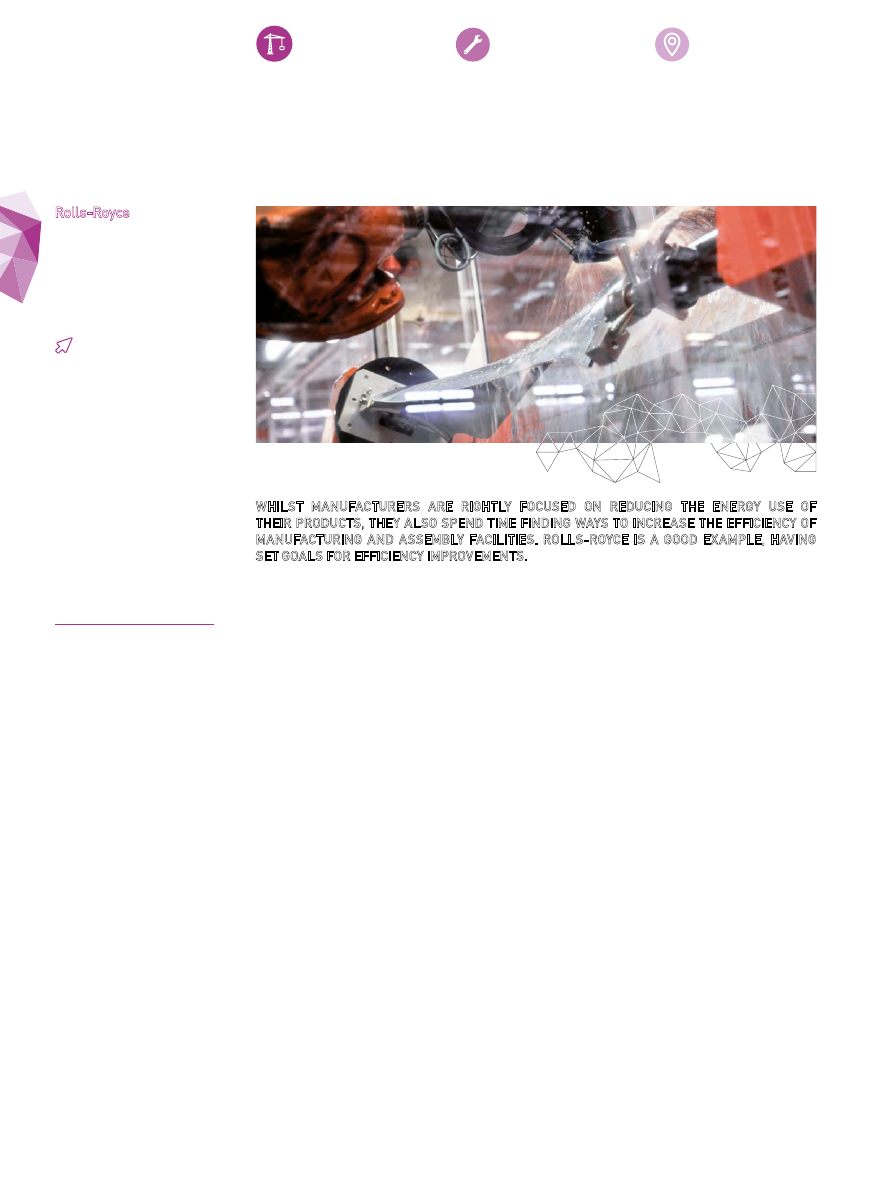 Rolls-Royce
WHILST MANUFACTURERS ARE RIGHTLY FOCUSED ON REDUCING THE ENERGY USE OF
THEIR PRODUCTS, THEY ALSO SPEND TIME FINDING WAYS TO INCREASE THE EFFICIENCY OF
MANUFACTURING AND ASSEMBLY FACILITIES. ROLLS-ROYCE IS A GOOD EXAMPLE, HAVING
SET GOALS FOR EFFICIENCY IMPROVEMENTS.